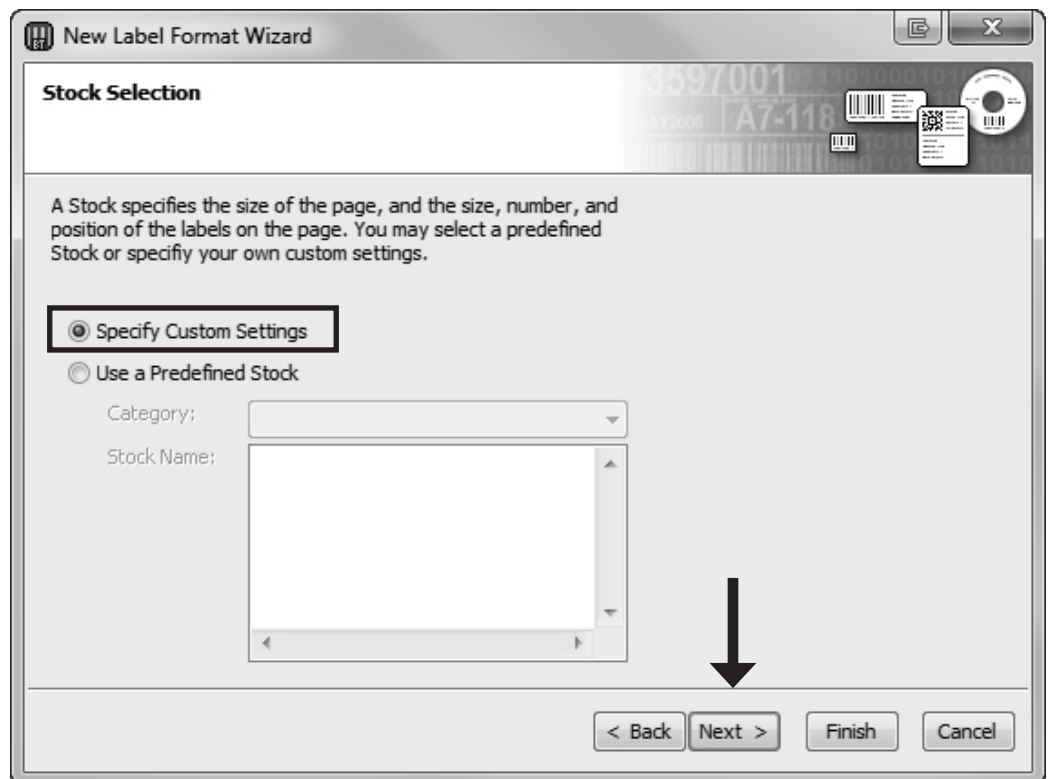 New Label Format Wizard
Stock Selection
43597001
A7-118
A Stock specifies the size of the page, and the size, number, and
position of the labels on the page. You may select a predefined
Stock or specifiy your own custom settings.
Specify Custom Settings
Use a Predefined Stock
Category:
Stock Name:
< Back Next > Finish Cancel